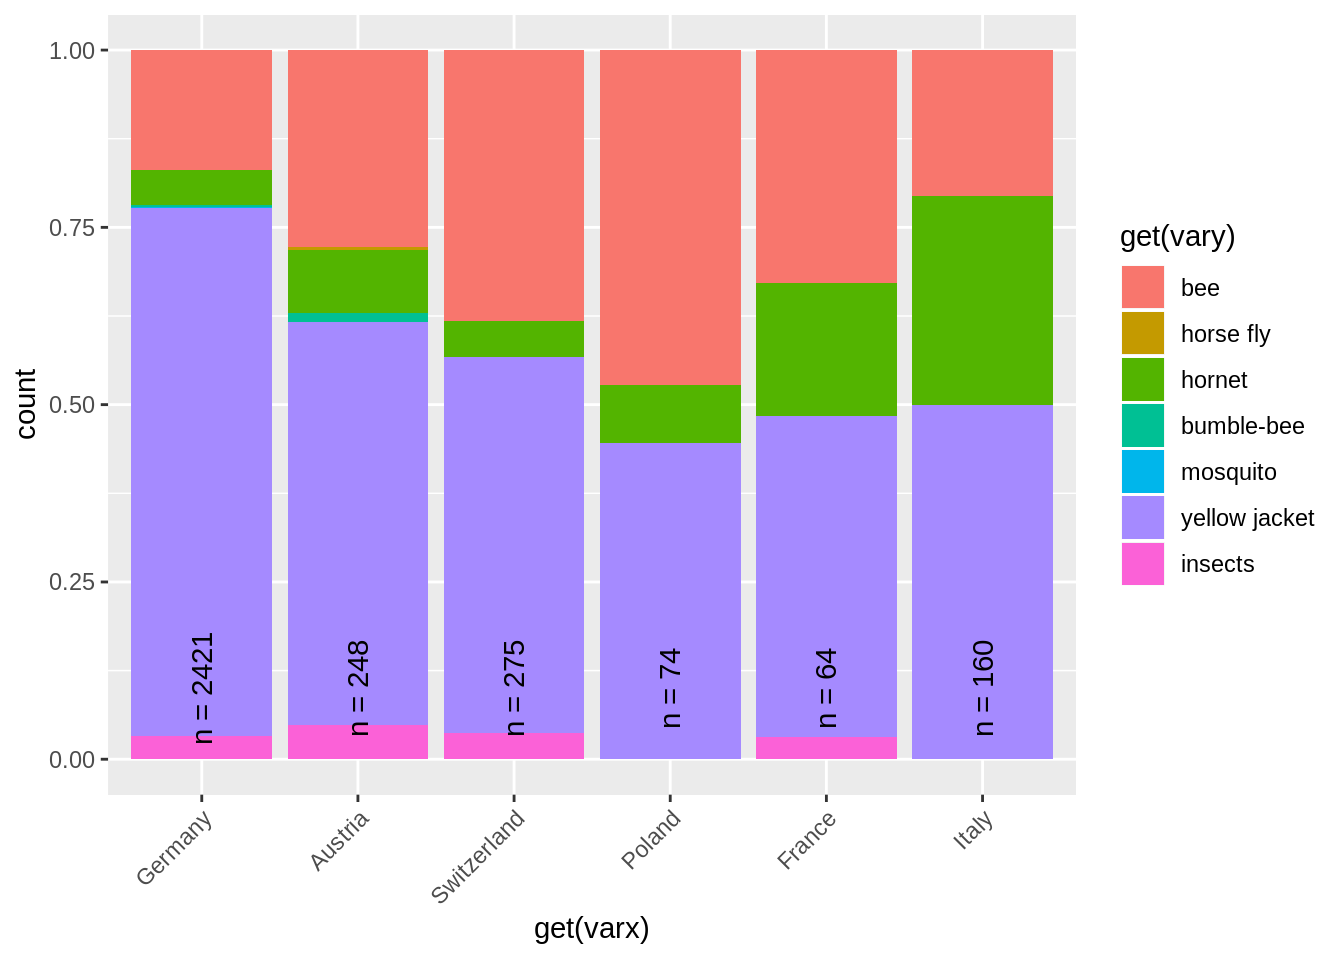 1.00
0.75
0.50
0.25
0.00
count
n = 2421
n = 248
n = 275
n = 74
n = 64
n = 160
Germany
Austria
Switzerland
Poland
France
Italy
get(varx)
get(vary)
bee
horse fly
hornet
bumble-bee
mosquito
yellow jacket
insects